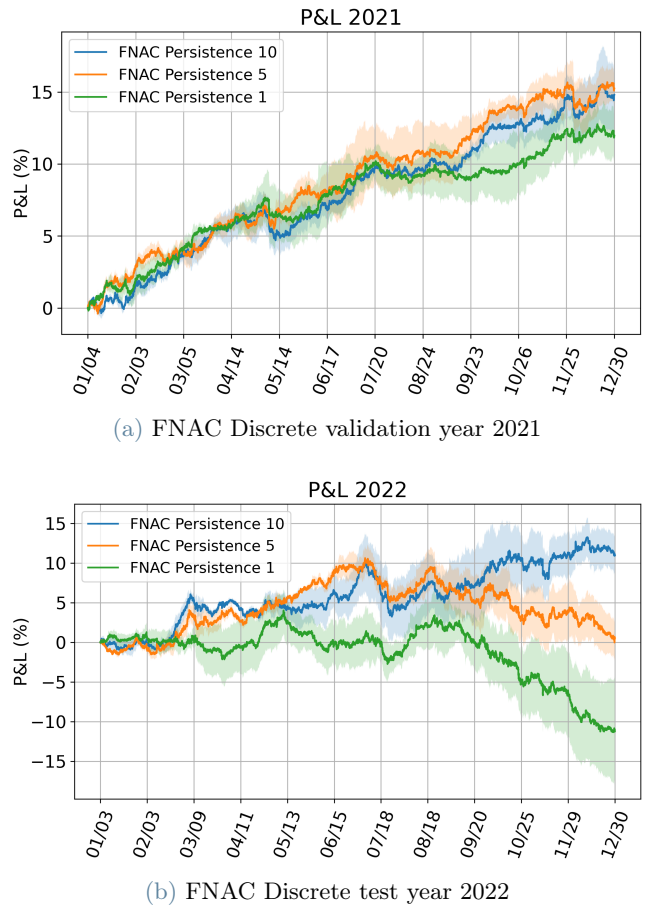 P&L 2021
FNAC Persistence 10
FNAC Persistence 5
FNAC Persistence 1
P&L (%)
15
10
5
0
01/04
02/03
03/05
04/14
05/14
06/17
07/20
08/24
09/23
10/26
11/25
12/30
(a) FNAC Discrete validation year 2021
P&L 2022
FNAC Persistence 10
FNAC Persistence 5
FNAC Persistence 1
P&L (%)
15
10
5
0
−5
−10
−15
01/03
02/03
03/09
04/11
05/13
06/15
07/18
08/18
09/20
10/25
11/29
12/30
(b) FNAC Discrete test year 2022